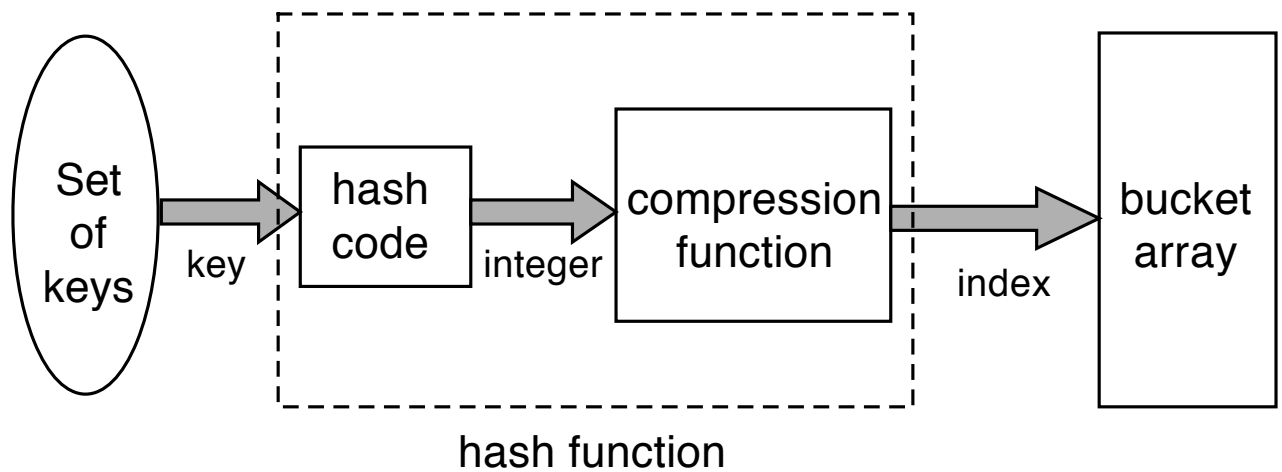 Set
of
keys
key
hash
code
integer
compression
function
index
bucket
array
hash function